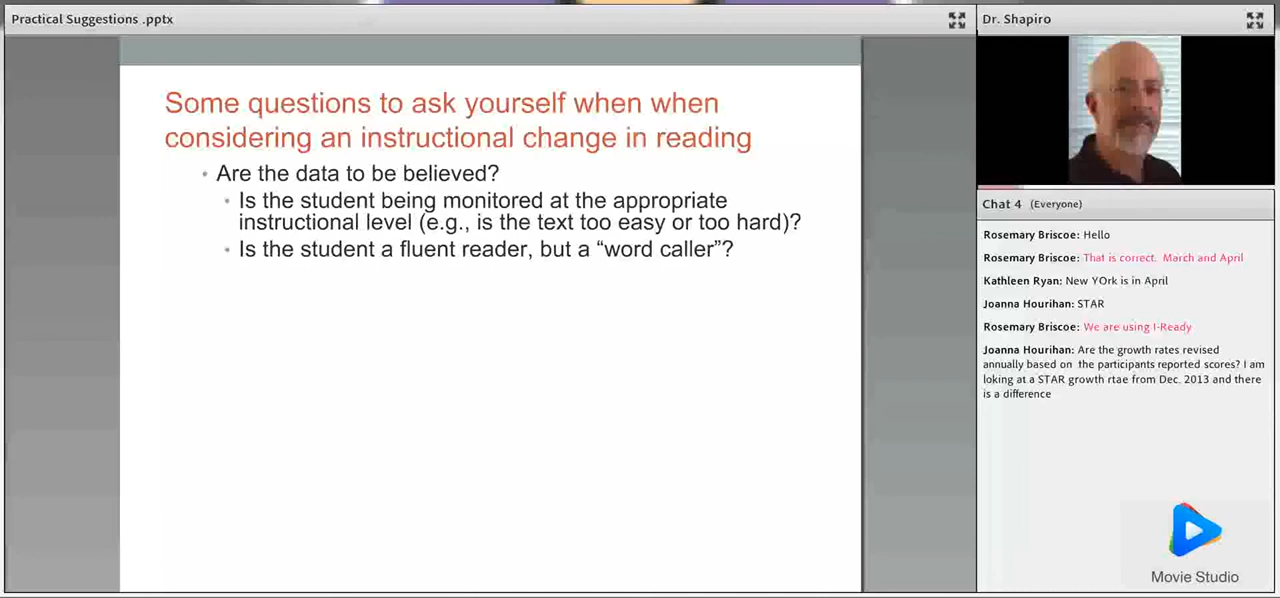 Practical Suggestions .pptx
Some questions to ask yourself when when
considering an instructional change in reading
• Are the data to be believed?
• Is the student being monitored at the appropriate
instructional level (e.g., is the text too easy or too hard)?
• Is the student a fluent reader, but a “word caller”?
Dr. Shapiro
Chat 4 (Everyone)
Rosemary Briscoe: Hello
Rosemary Briscoe: That is correct. March and April
Kathleen Ryan: New YOrk is in April
Joanna Hourihan: STAR
Rosemary Briscoe: We are using I-Ready
Joanna Hourihan: Are the growth rates revised
annually based on the participants reported scores? I am
loking at a STAR growth rtae from Dec. 2013 and there
is a difference
Movie Studio